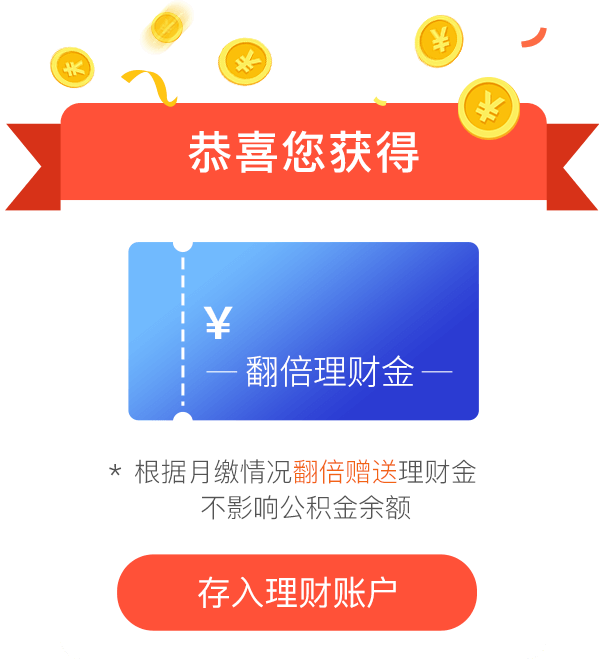 恭喜您获得
¥
翻倍理财金
* 根据月缴情况翻倍赠送理财金
不影响公积金余额
存入理财账户